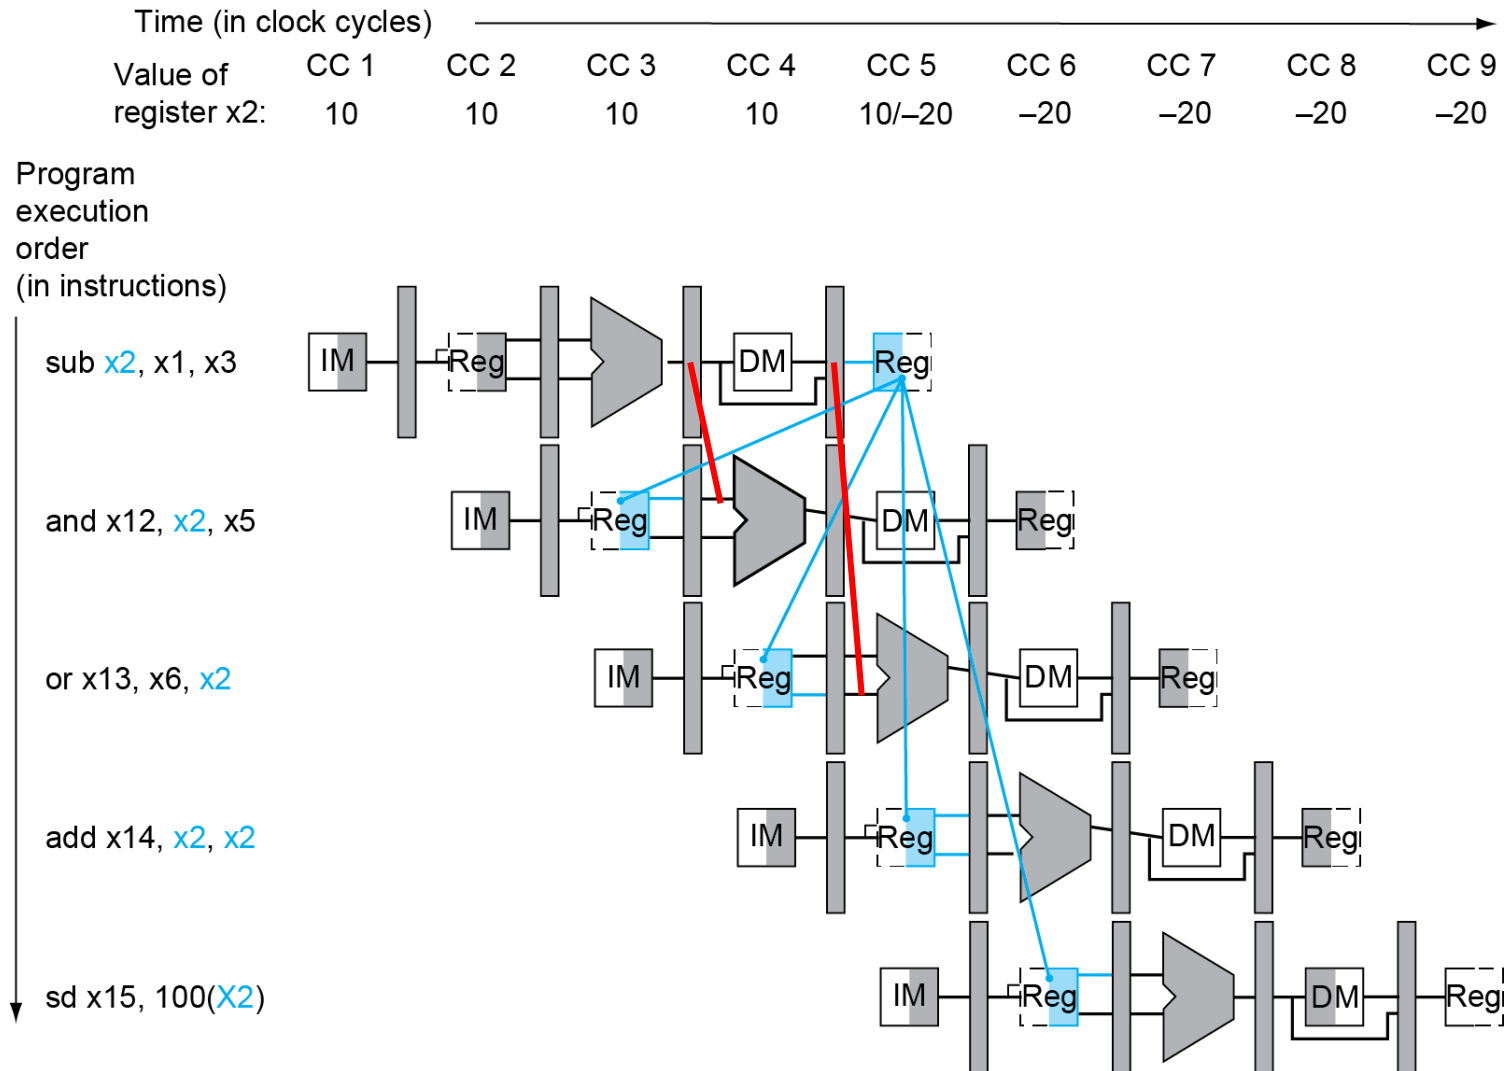 Time (in clock cycles)
Value of register x2:
CC 1 CC 2 CC 3 CC 4 CC 5 CC 6 CC 7 CC 8 CC 9
10 10 10 10 10/–20 –20 –20 –20 –20
Program
execution
order
(in instructions)
sub x2, x1, x3
IM Reg DM Reg
and x12, x2, x5
IM Reg DM Reg
or x13, x6, x2
IM Reg DM Reg
add x14, x2, x2
IM Reg DM Reg
sd x15, 100(X2)
IM Reg DM Reg